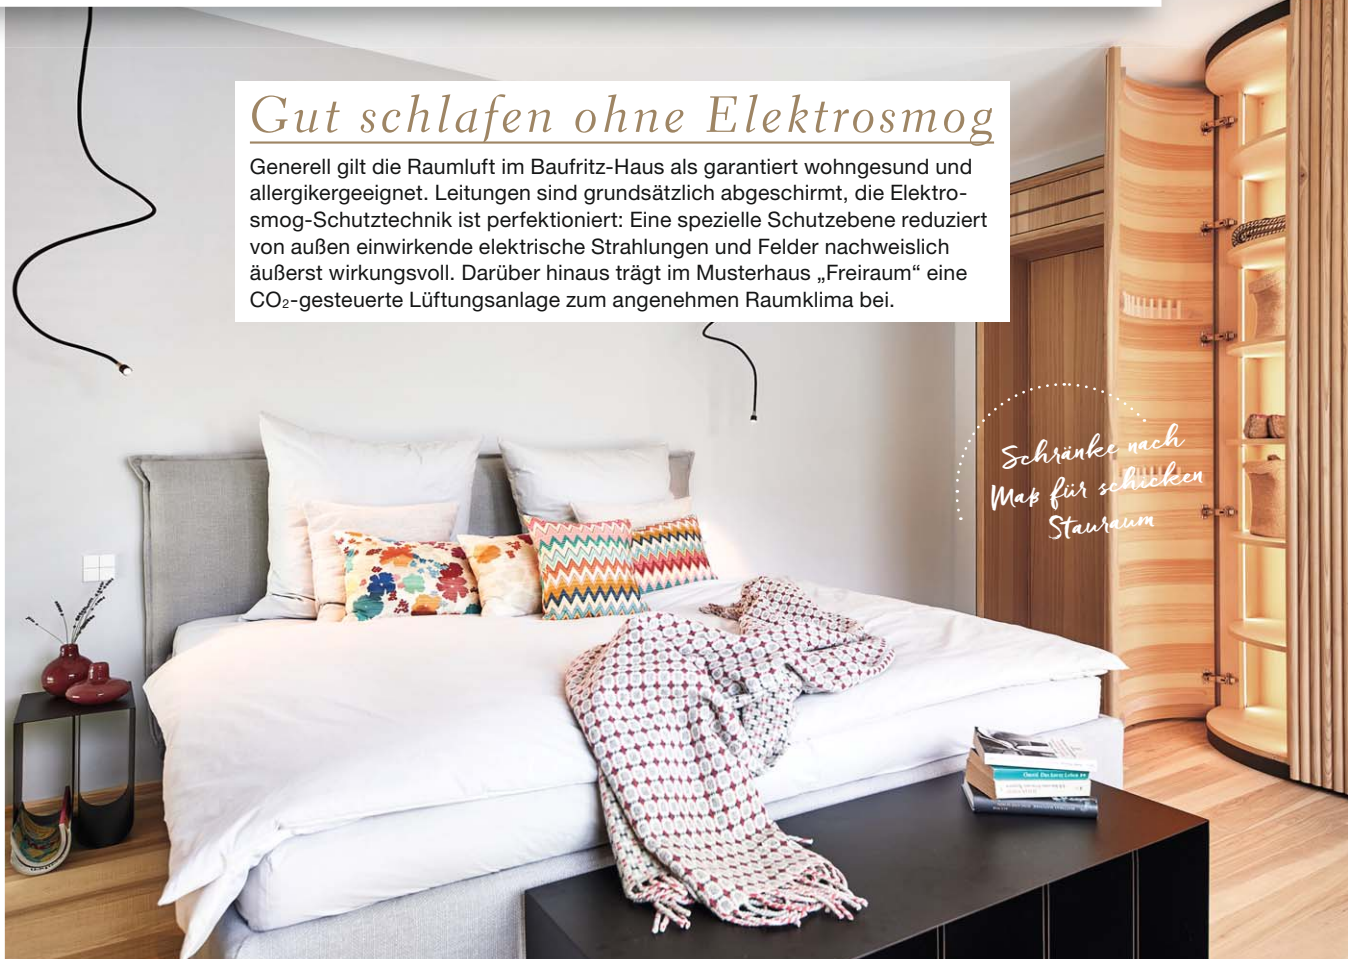 Gut schlafen ohne Elektrosmog
Generell gilt die Raumluft im Baufritz-Haus als garantiert wohngesund und
allergikergeeignet. Leitungen sind grundsätzlich abgeschirmt, die Elektro-
smog-Schutztechnik ist perfektioniert: Eine spezielle Schutzebene reduziert
von außen einwirkende elektrische Strahlungen und Felder nachweislich
äußerst wirkungsvoll. Darüber hinaus trägt im Musterhaus „Freiraum“ eine
CO₂-gesteuerte Lüftungsanlage zum angenehmen Raumklima bei.
Schränke nach
Maß für schicken
Stauraum